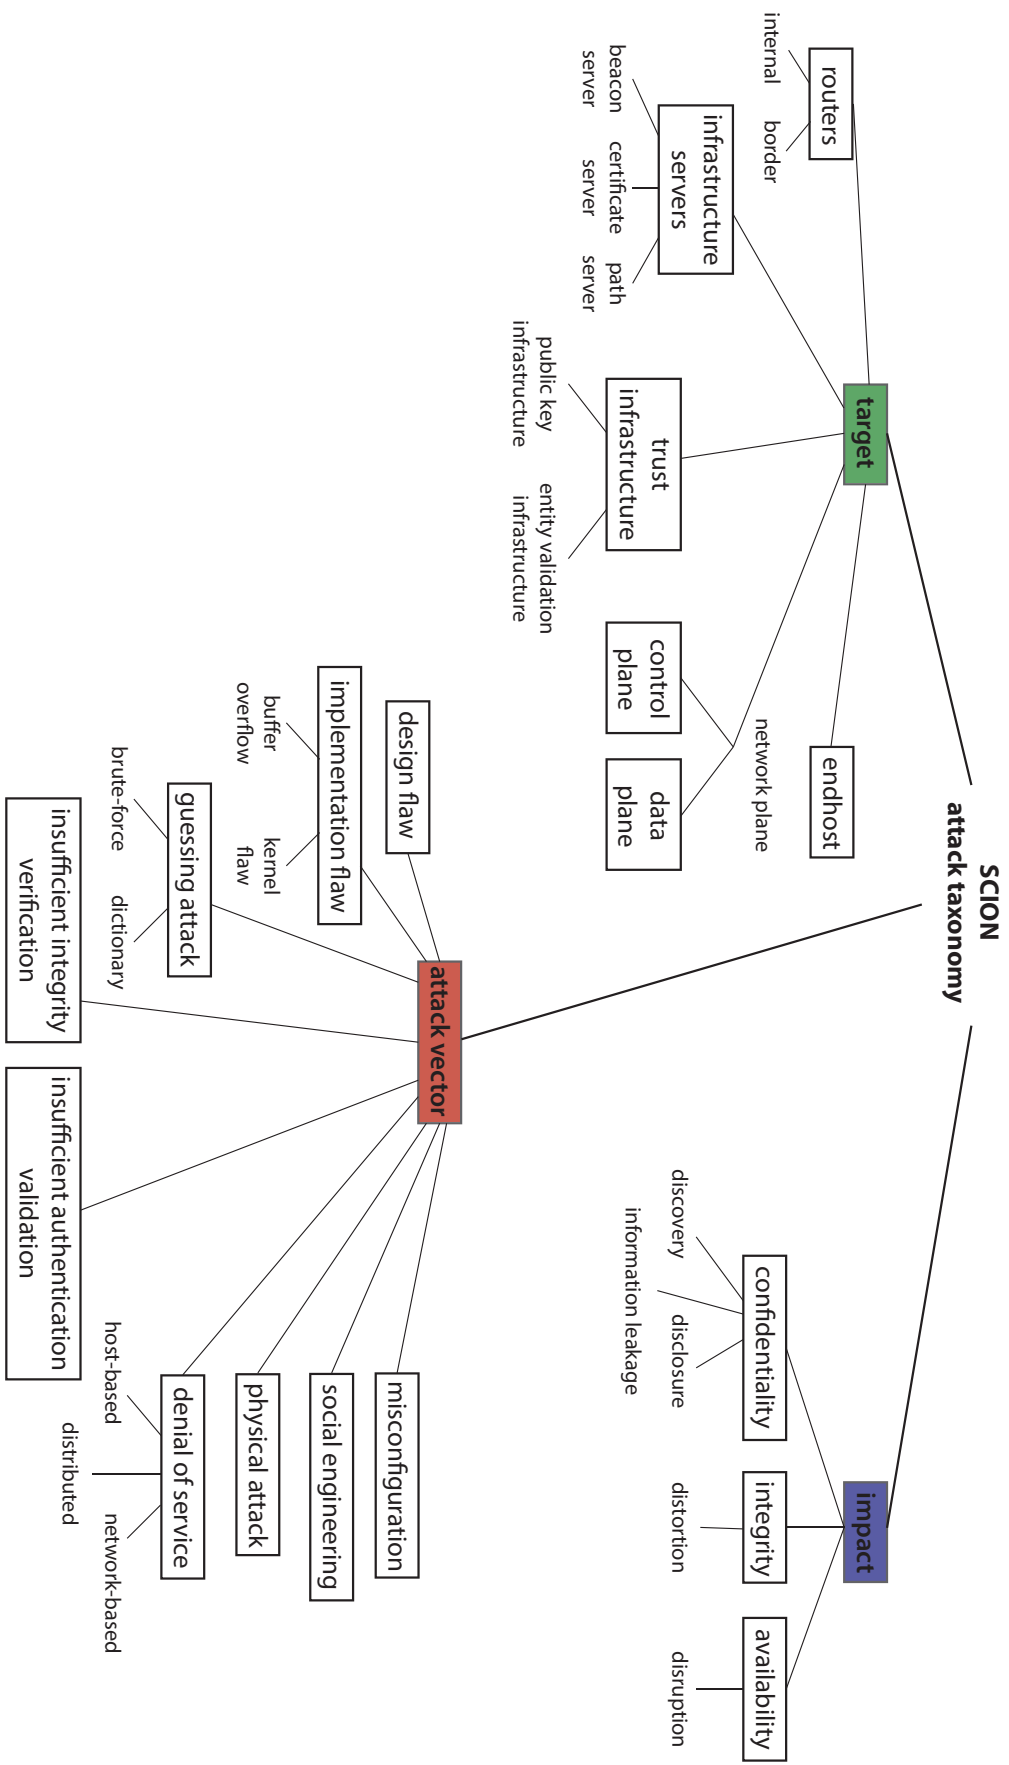 SCION
attack taxonomy
target
routers
internal
border
infrastructure
servers
beacon
server
certificate
server
path
server
trust
infrastructure
public key
infrastructure
entity validation
infrastructure
network plane
control
plane
data
plane
endhost
attack vector
design flaw
implementation flaw
buffer
overflow
kernel
flaw
guessing attack
brute-force
dictionary
insufficient integrity
verification
insufficient authentication
validation
denial of service
host-based
distributed
network-based
physical attack
social engineering
misconfiguration
impact
confidentiality
discovery
information leakage
disclosure
integrity
distortion
availability
disruption